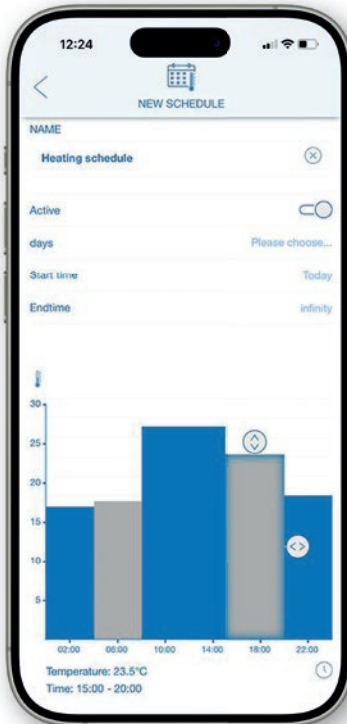 12:24
NEW SCHEDULE
NAME
Heating schedule
Active
days Please choose...
Start time Today
Endtime infinity
30
25
20
15
10
5
02:00 06:00 10:00 14:00 18:00 22:00
Temperature: 23.5°C
Time: 15:00 - 20:00